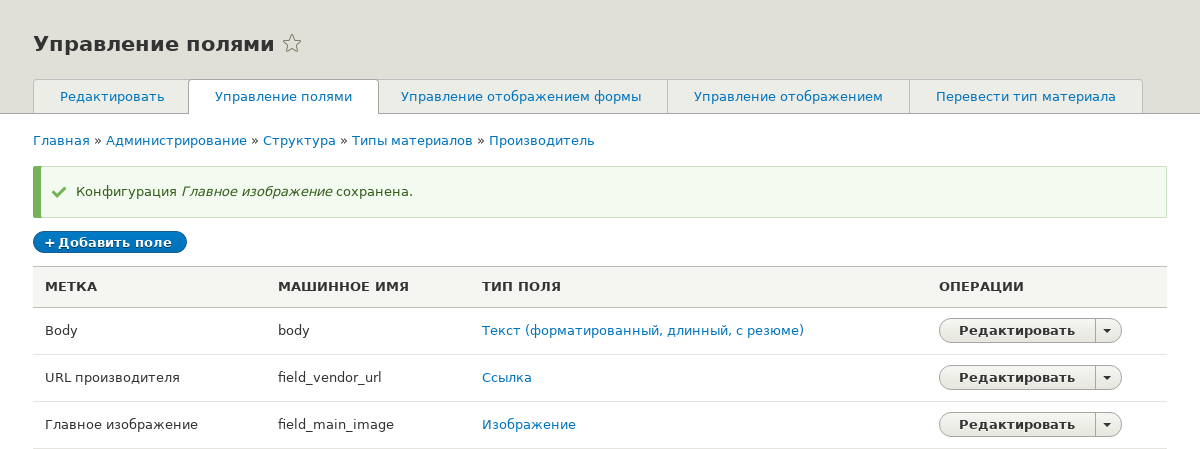 Управление полями
Редактировать Управление полями Управление отображением формы Управление отображением Перевести тип материала
Главная » Администрирование » Структура » Типы материалов » Производитель
Конфигурация Главное изображение сохранена.
+ Добавить поле
МЕТКА МАШИННОЕ ИМЯ ТИП ПОЛЯ ОПЕРАЦИИ
Body body Текст (форматированный, длинный, с резюме) Редактировать
URL производителя field_vendor_url Ссылка Редактировать
Главное изображение field_main_image Изображение Редактировать